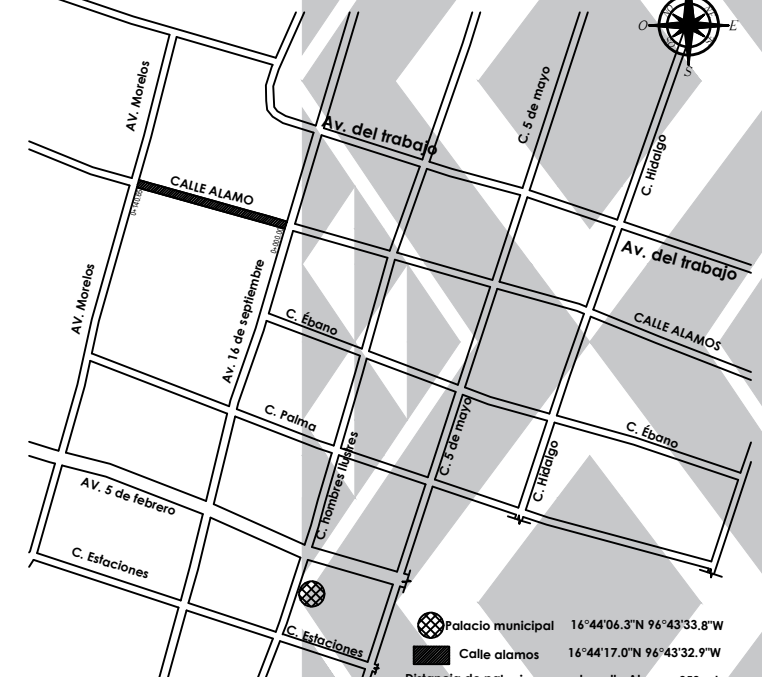 O
E
S
AV. Morelos
Av. del trabajo
C. 5 de mayo
C. Hidalgo
CALLE ALAMO
0+000.00
AV. Morelos
Av. 16 de septiembre
C. Ébano
Av. del trabajo
CALLE ALAMOS
C. Palma
C. hombres Ilustres
C. 5 de mayo
C. Hidalgo
C. Ébano
AV. 5 de febrero
C. Estaciones
C. Estaciones
Palacio municipal 16°44'06.3"N 96°43'33.8"W
Calle alamos 16°44'17.0"N 96°43'32.9"W